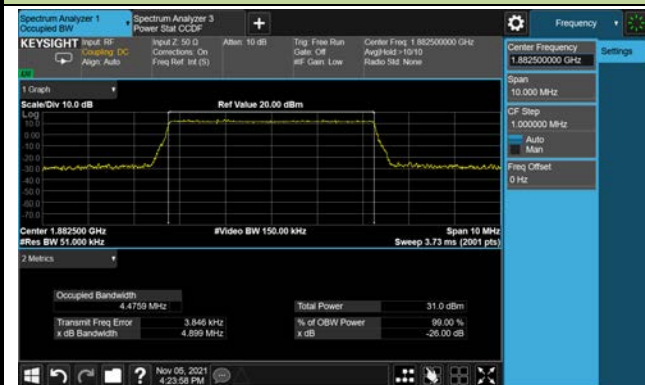 Spectrum Analyzer 1
Occupied BW
Spectrum Analyzer 3
Power Stat CCDF
+
Frequency
KEYSIGHT
Input: RF
Coupling: DC
Align: Auto
Input Z: 50 Ω
Corrections: On
Freq Ref: Int (S)
Atten: 10 dB
Trig: Free Run
Gate: Off
#IF Gain: Low
Center Freq: 1.882500000 GHz
Avg|Hold:>10/10
Radio Std: None
Center Frequency
1.882500000 GHz
Settings
Span
10.000 MHz
CF Step
1.000000 MHz
Auto
Man
Freq Offset
0 Hz
1 Graph
Scale/Div 10.0 dB
Ref Value 20.00 dBm
Log
10.0
0.00
-10.0
-20.0
-30.0
-40.0
-50.0
-60.0
-70.0
Center 1.882500 GHz
#Video BW 150.00 kHz
Span 10 MHz
#Res BW 51.000 kHz
Sweep 3.73 ms (2001 pts)
2 Metrics
Occupied Bandwidth
4.4759 MHz
Total Power
31.0 dBm
Transmit Freq Error
3.846 kHz
% of OBW Power
99.00 %
x dB Bandwidth
4.899 MHz
x dB
-26.00 dB
?
Nov 05, 2021
4:23:58 PM